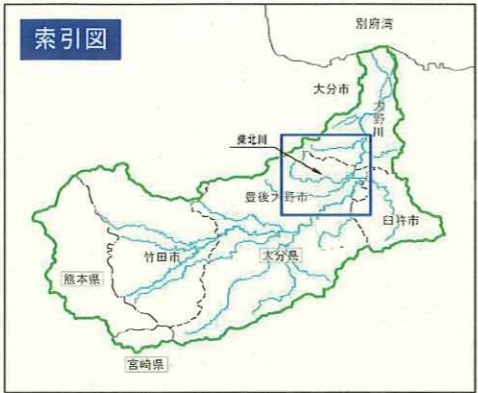 索引図
別府湾
大分市
大野川
柴北川
豊後大野市
臼杵市
竹田市
大分県
熊本県
宮崎県